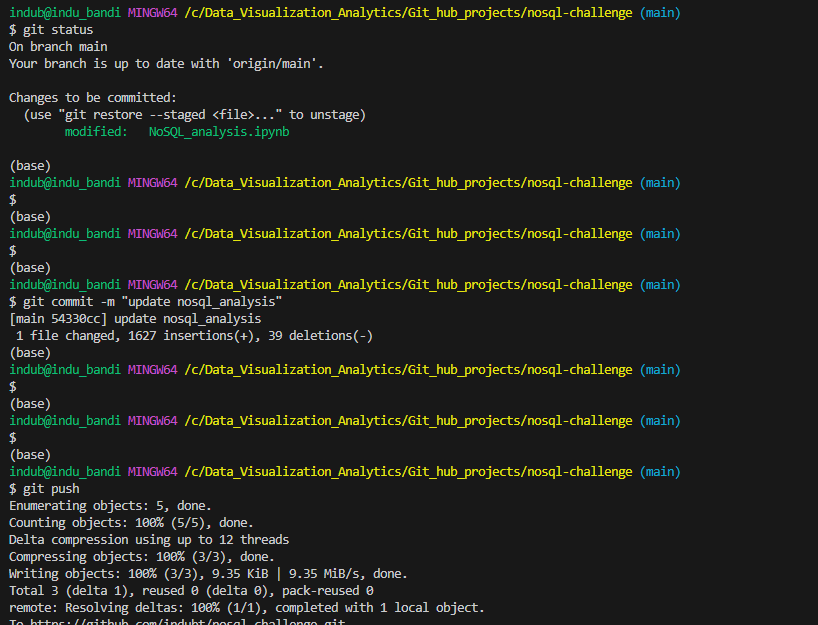 indub@indu_bandi MINGW64 /c/Data_Visualization_Analytics/Git_hub_projects/nosql-challenge (main)
$ git status
On branch main
Your branch is up to date with 'origin/main'.
Changes to be committed:
(use "git restore --staged <file>..." to unstage)
modified: NoSQL_analysis.ipynb
(base)
indub@indu_bandi MINGW64 /c/Data_Visualization_Analytics/Git_hub_projects/nosql-challenge (main)
$
(base)
indub@indu_bandi MINGW64 /c/Data_Visualization_Analytics/Git_hub_projects/nosql-challenge (main)
$
(base)
indub@indu_bandi MINGW64 /c/Data_Visualization_Analytics/Git_hub_projects/nosql-challenge (main)
$ git commit -m "update nosql_analysis"
[main 54330cc] update nosql_analysis
1 file changed, 1627 insertions(+), 39 deletions(-)
(base)
indub@indu_bandi MINGW64 /c/Data_Visualization_Analytics/Git_hub_projects/nosql-challenge (main)
$
(base)
indub@indu_bandi MINGW64 /c/Data_Visualization_Analytics/Git_hub_projects/nosql-challenge (main)
$
(base)
indub@indu_bandi MINGW64 /c/Data_Visualization_Analytics/Git_hub_projects/nosql-challenge (main)
$ git push
Enumerating objects: 5, done.
Counting objects: 100% (5/5), done.
Delta compression using up to 12 threads
Compressing objects: 100% (3/3), done.
Writing objects: 100% (3/3), 9.35 KiB | 9.35 MiB/s, done.
Total 3 (delta 1), reused 0 (delta 0), pack-reused 0
remote: Resolving deltas: 100% (1/1), completed with 1 local object.
To https://github.com/indubt/nosql-challenge.git